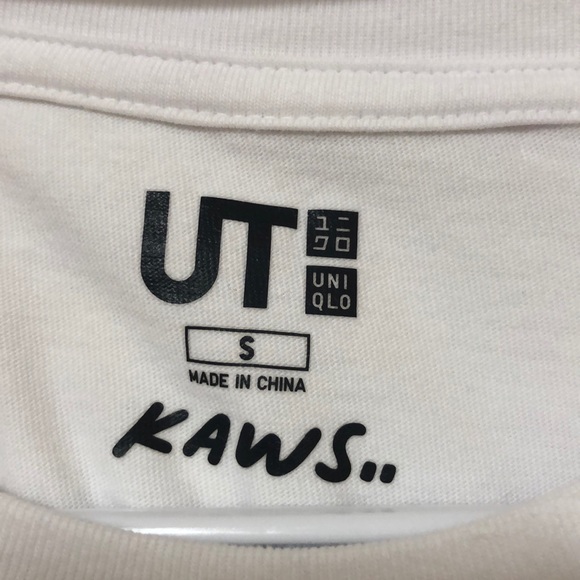 UT
ユニ
クロ
UNI
QLO
S
MADE IN CHINA
KAWS..